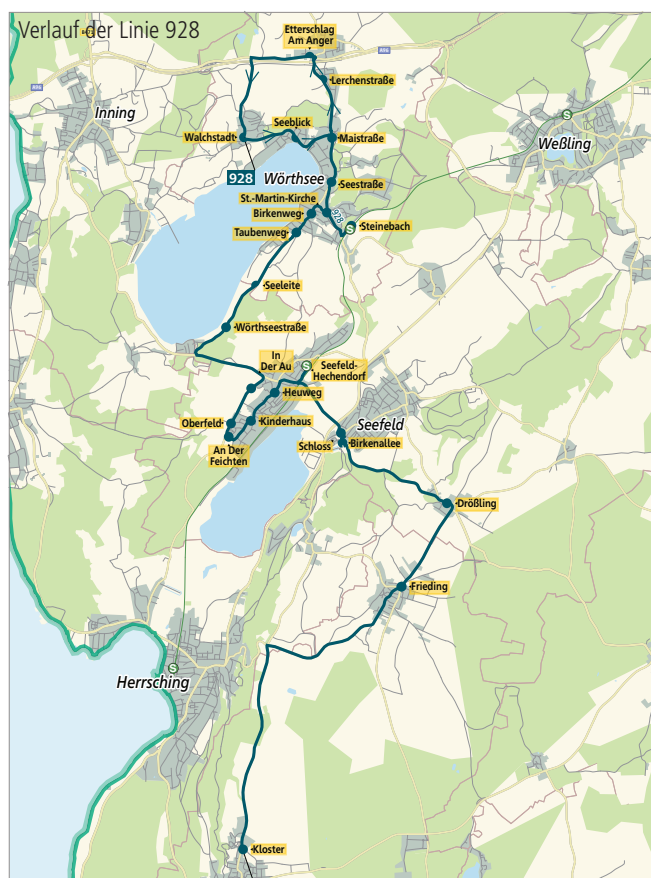 Verlauf der Linie 928
Etterschlag
Am Anger
A96
A96
Lerchenstraße
Inning
Seeblick
Walchstadt
Maistraße
S
Weßling
928
Wörthsee
Seestraße
St.-Martin-Kirche
Birkenweg
928
S
Steinebach
Taubenweg
Seeleite
Wörthseestraße
In
Der Au
S
Seefeld-
Hechendorf
Heuweg
Oberfeld
Kinderhaus
Seefeld
An Der
Feichten
Schloss
Birkenallee
Drößling
Frieding
S
Herrsching
Kloster